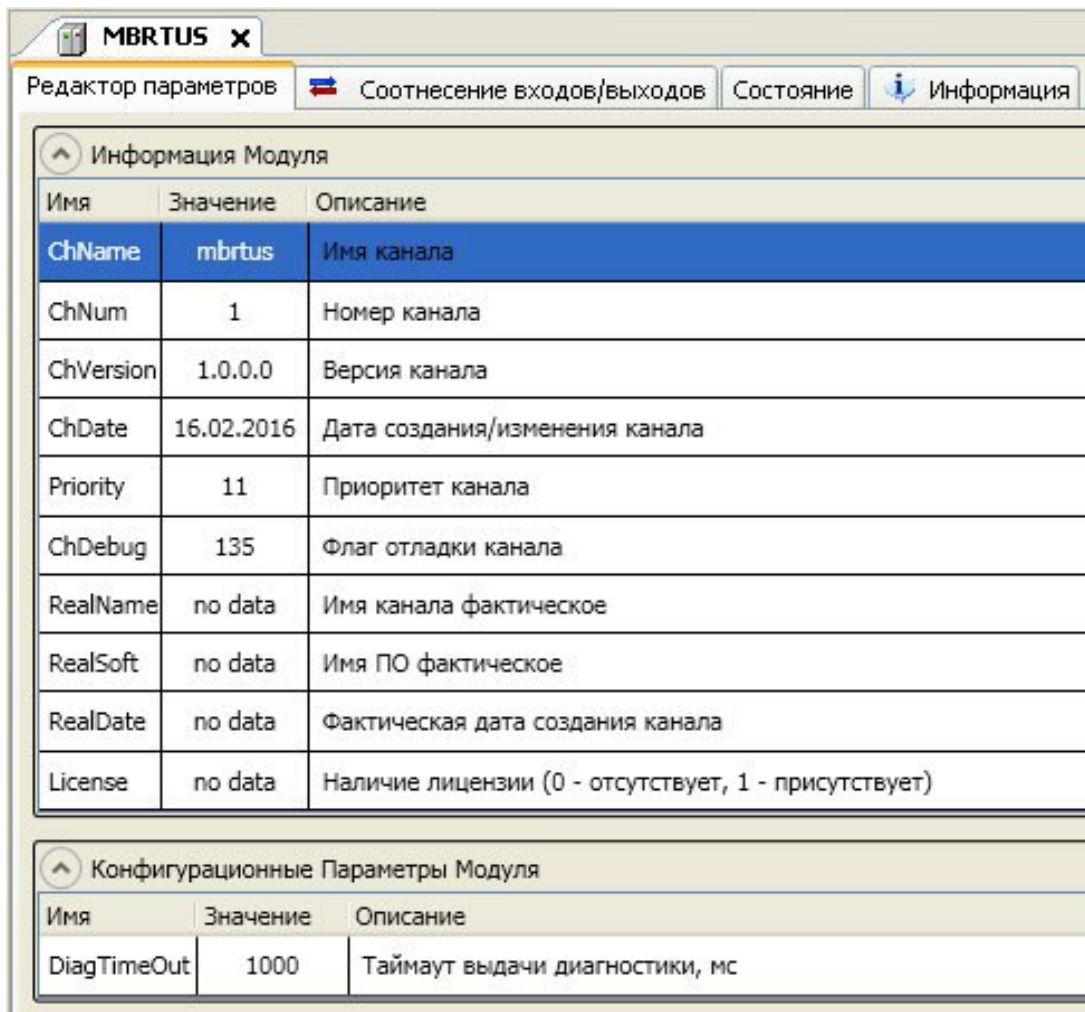 MBRTUS x
Редактор параметров Соотнесение входов/выходов Состояние Информация
Информация Модуля
Имя Значение Описание
ChName mbrtus Имя канала
ChNum 1 Номер канала
ChVersion 1.0.0.0 Версия канала
ChDate 16.02.2016 Дата создания/изменения канала
Priority 11 Приоритет канала
ChDebug 135 Флаг отладки канала
RealName no data Имя канала фактическое
RealSoft no data Имя ПО фактическое
RealDate no data Фактическая дата создания канала
License no data Наличие лицензии (0 - отсутствует, 1 - присутствует)
Конфигурационные Параметры Модуля
Имя Значение Описание
DiagTimeOut 1000 Таймаут выдачи диагностики, мс